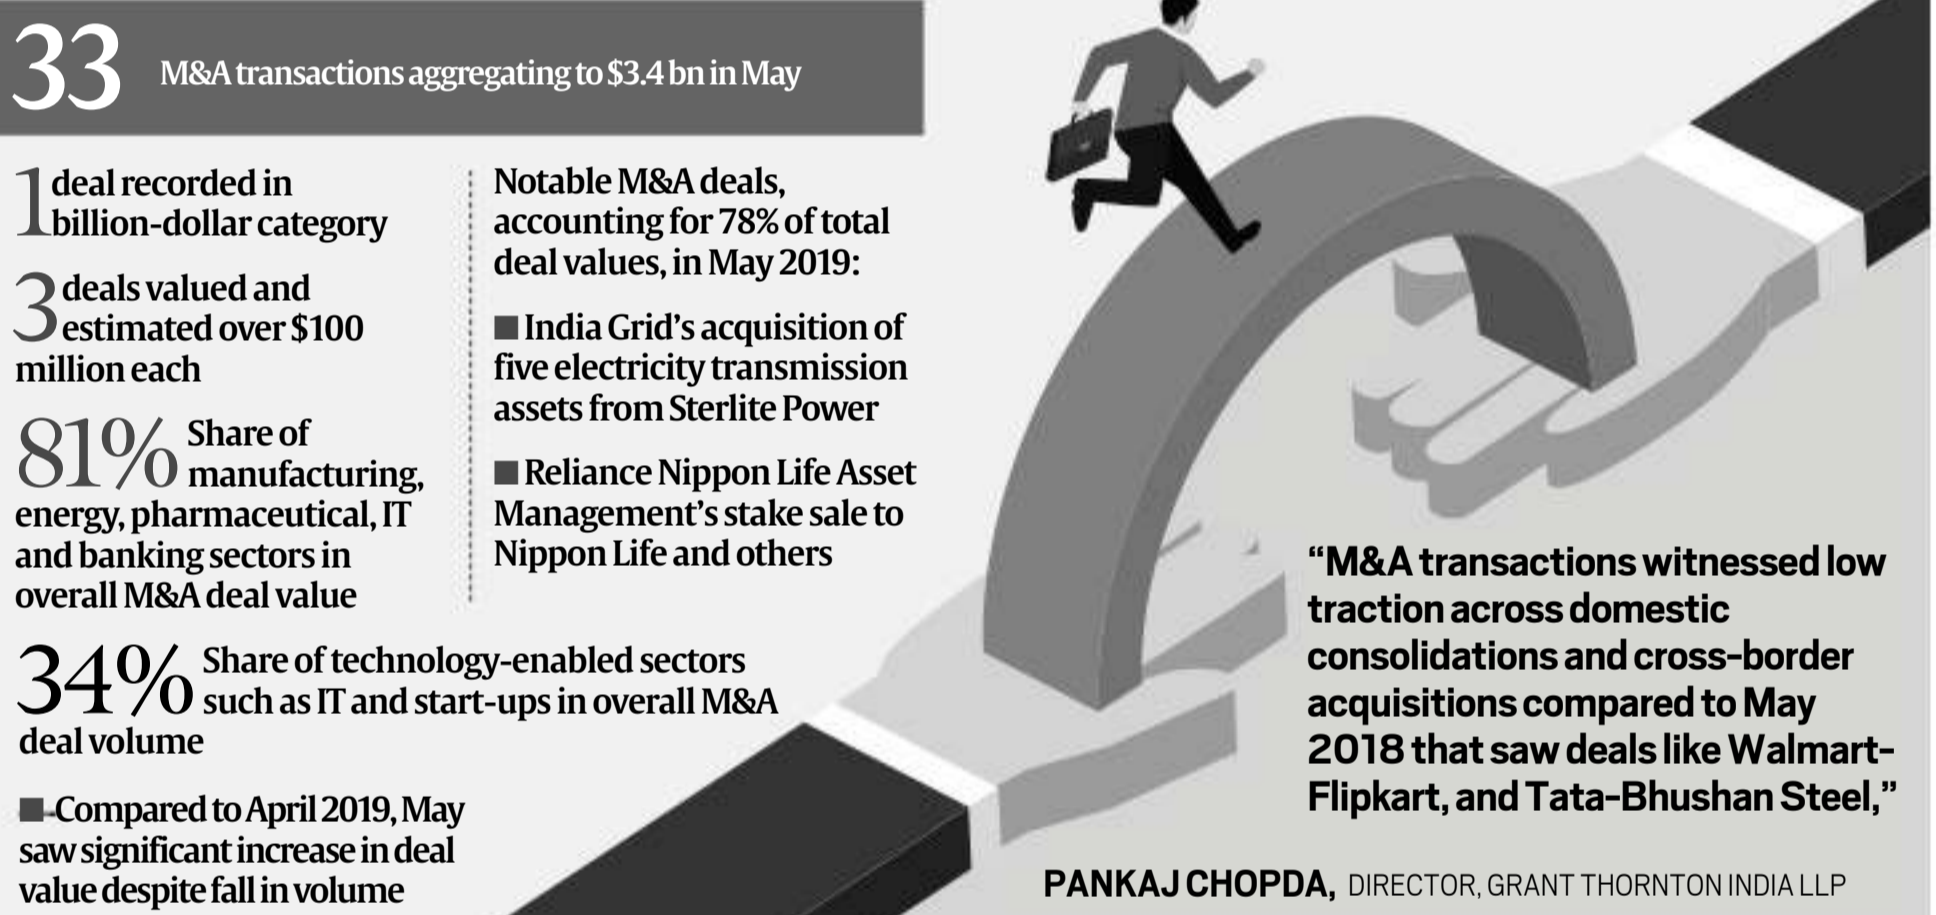 33 M&A transactions aggregating to $3.4 bn in May
1 deal recorded in
billion-dollar category
3 deals valued and
estimated over $100
million each
81% Share of
manufacturing,
energy, pharmaceutical, IT
and banking sectors in
overall M&A deal value
Notable M&A deals,
accounting for 78% of total
deal values, in May 2019:
■ India Grid’s acquisition of
five electricity transmission
assets from Sterlite Power
■ Reliance Nippon Life Asset
Management’s stake sale to
Nippon Life and others
34% Share of technology-enabled sectors
such as IT and start-ups in overall M&A
deal volume
■ Compared to April 2019, May
saw significant increase in deal
value despite fall in volume
“M&A transactions witnessed low
traction across domestic
consolidations and cross-border
acquisitions compared to May
2018 that saw deals like Walmart-
Flipkart, and Tata-Bhushan Steel,”
PANKAJ CHOPDA, DIRECTOR, GRANT THORNTON INDIA LLP